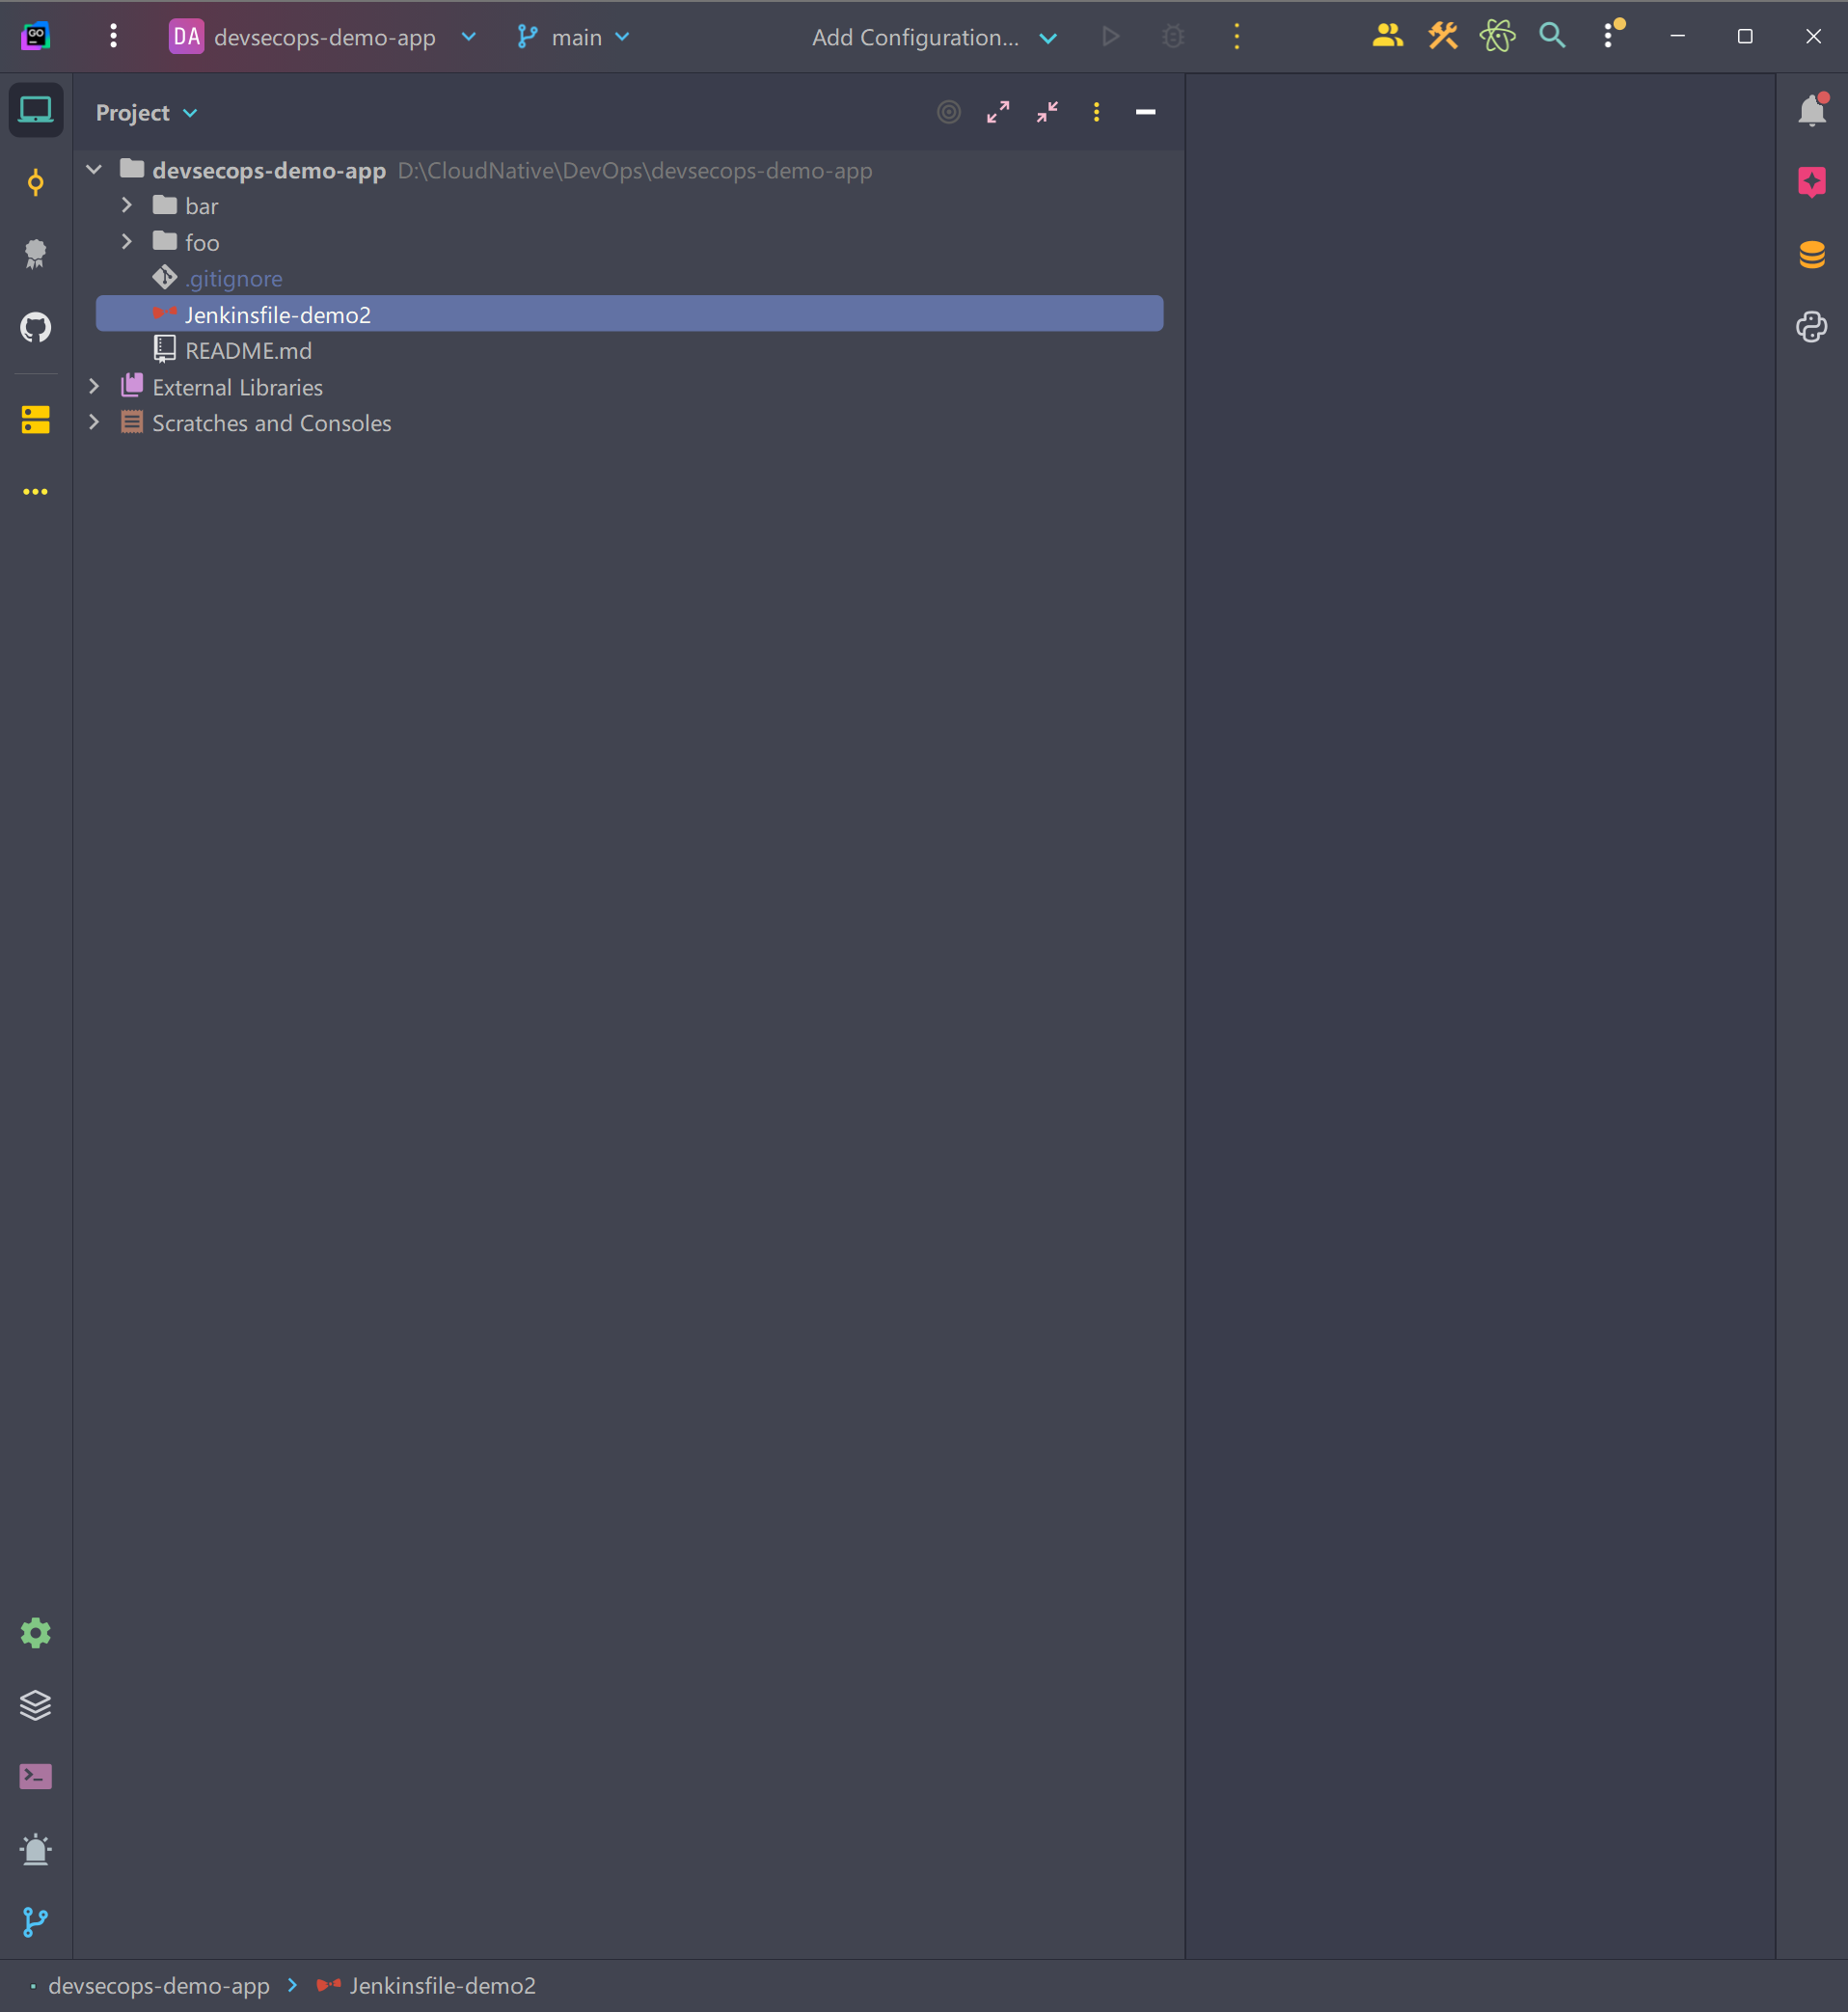 GO
DA devsecops-demo-app main Add Configuration...
Project
devsecops-demo-app D:\CloudNative\DevOps\devsecops-demo-app
bar
foo
.gitignore
Jenkinsfile-demo2
README.md
External Libraries
Scratches and Consoles
devsecops-demo-app Jenkinsfile-demo2